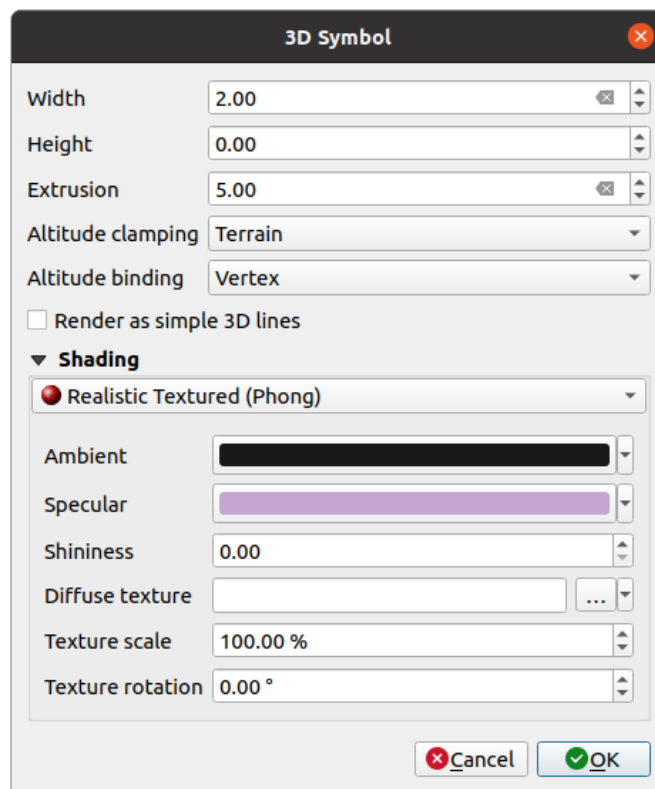 3D Symbol
Width 2.00
Height 0.00
Extrusion 5.00
Altitude clamping Terrain
Altitude binding Vertex
Render as simple 3D lines
Shading
Realistic Textured (Phong)
Ambient
Specular
Shininess 0.00
Diffuse texture ...
Texture scale 100.00 %
Texture rotation 0.00 °
Cancel OK